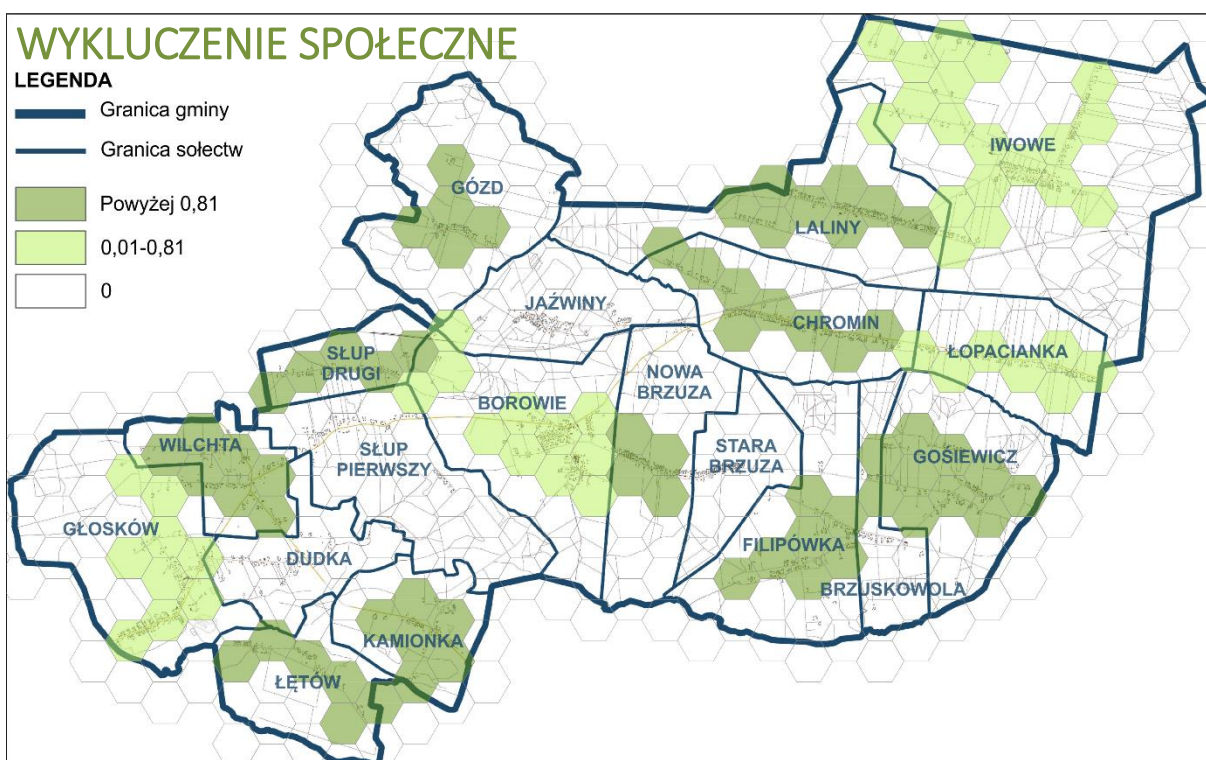 WYKLUCZENIE SPOŁECZNE
LEGENDA
Granica gminy
Granica sołectw
Powyżej 0,81
0,01-0,81
0
IWOWE
GÓZD
LALINY
JAŹWINY
CHROMIN
SŁUP
DRUGI
ŁOPACIANKA
NOWA
BRZUZA
BOROWIE
WILCHTA
SŁUP
PIERWSZY
STARA
BRZUZA
GOŚIEWICZ
GŁOSKÓW
DUDKA
FILIPÓWKA
BRZUSKOWOLA
KAMIONKA
ŁĘTÓW